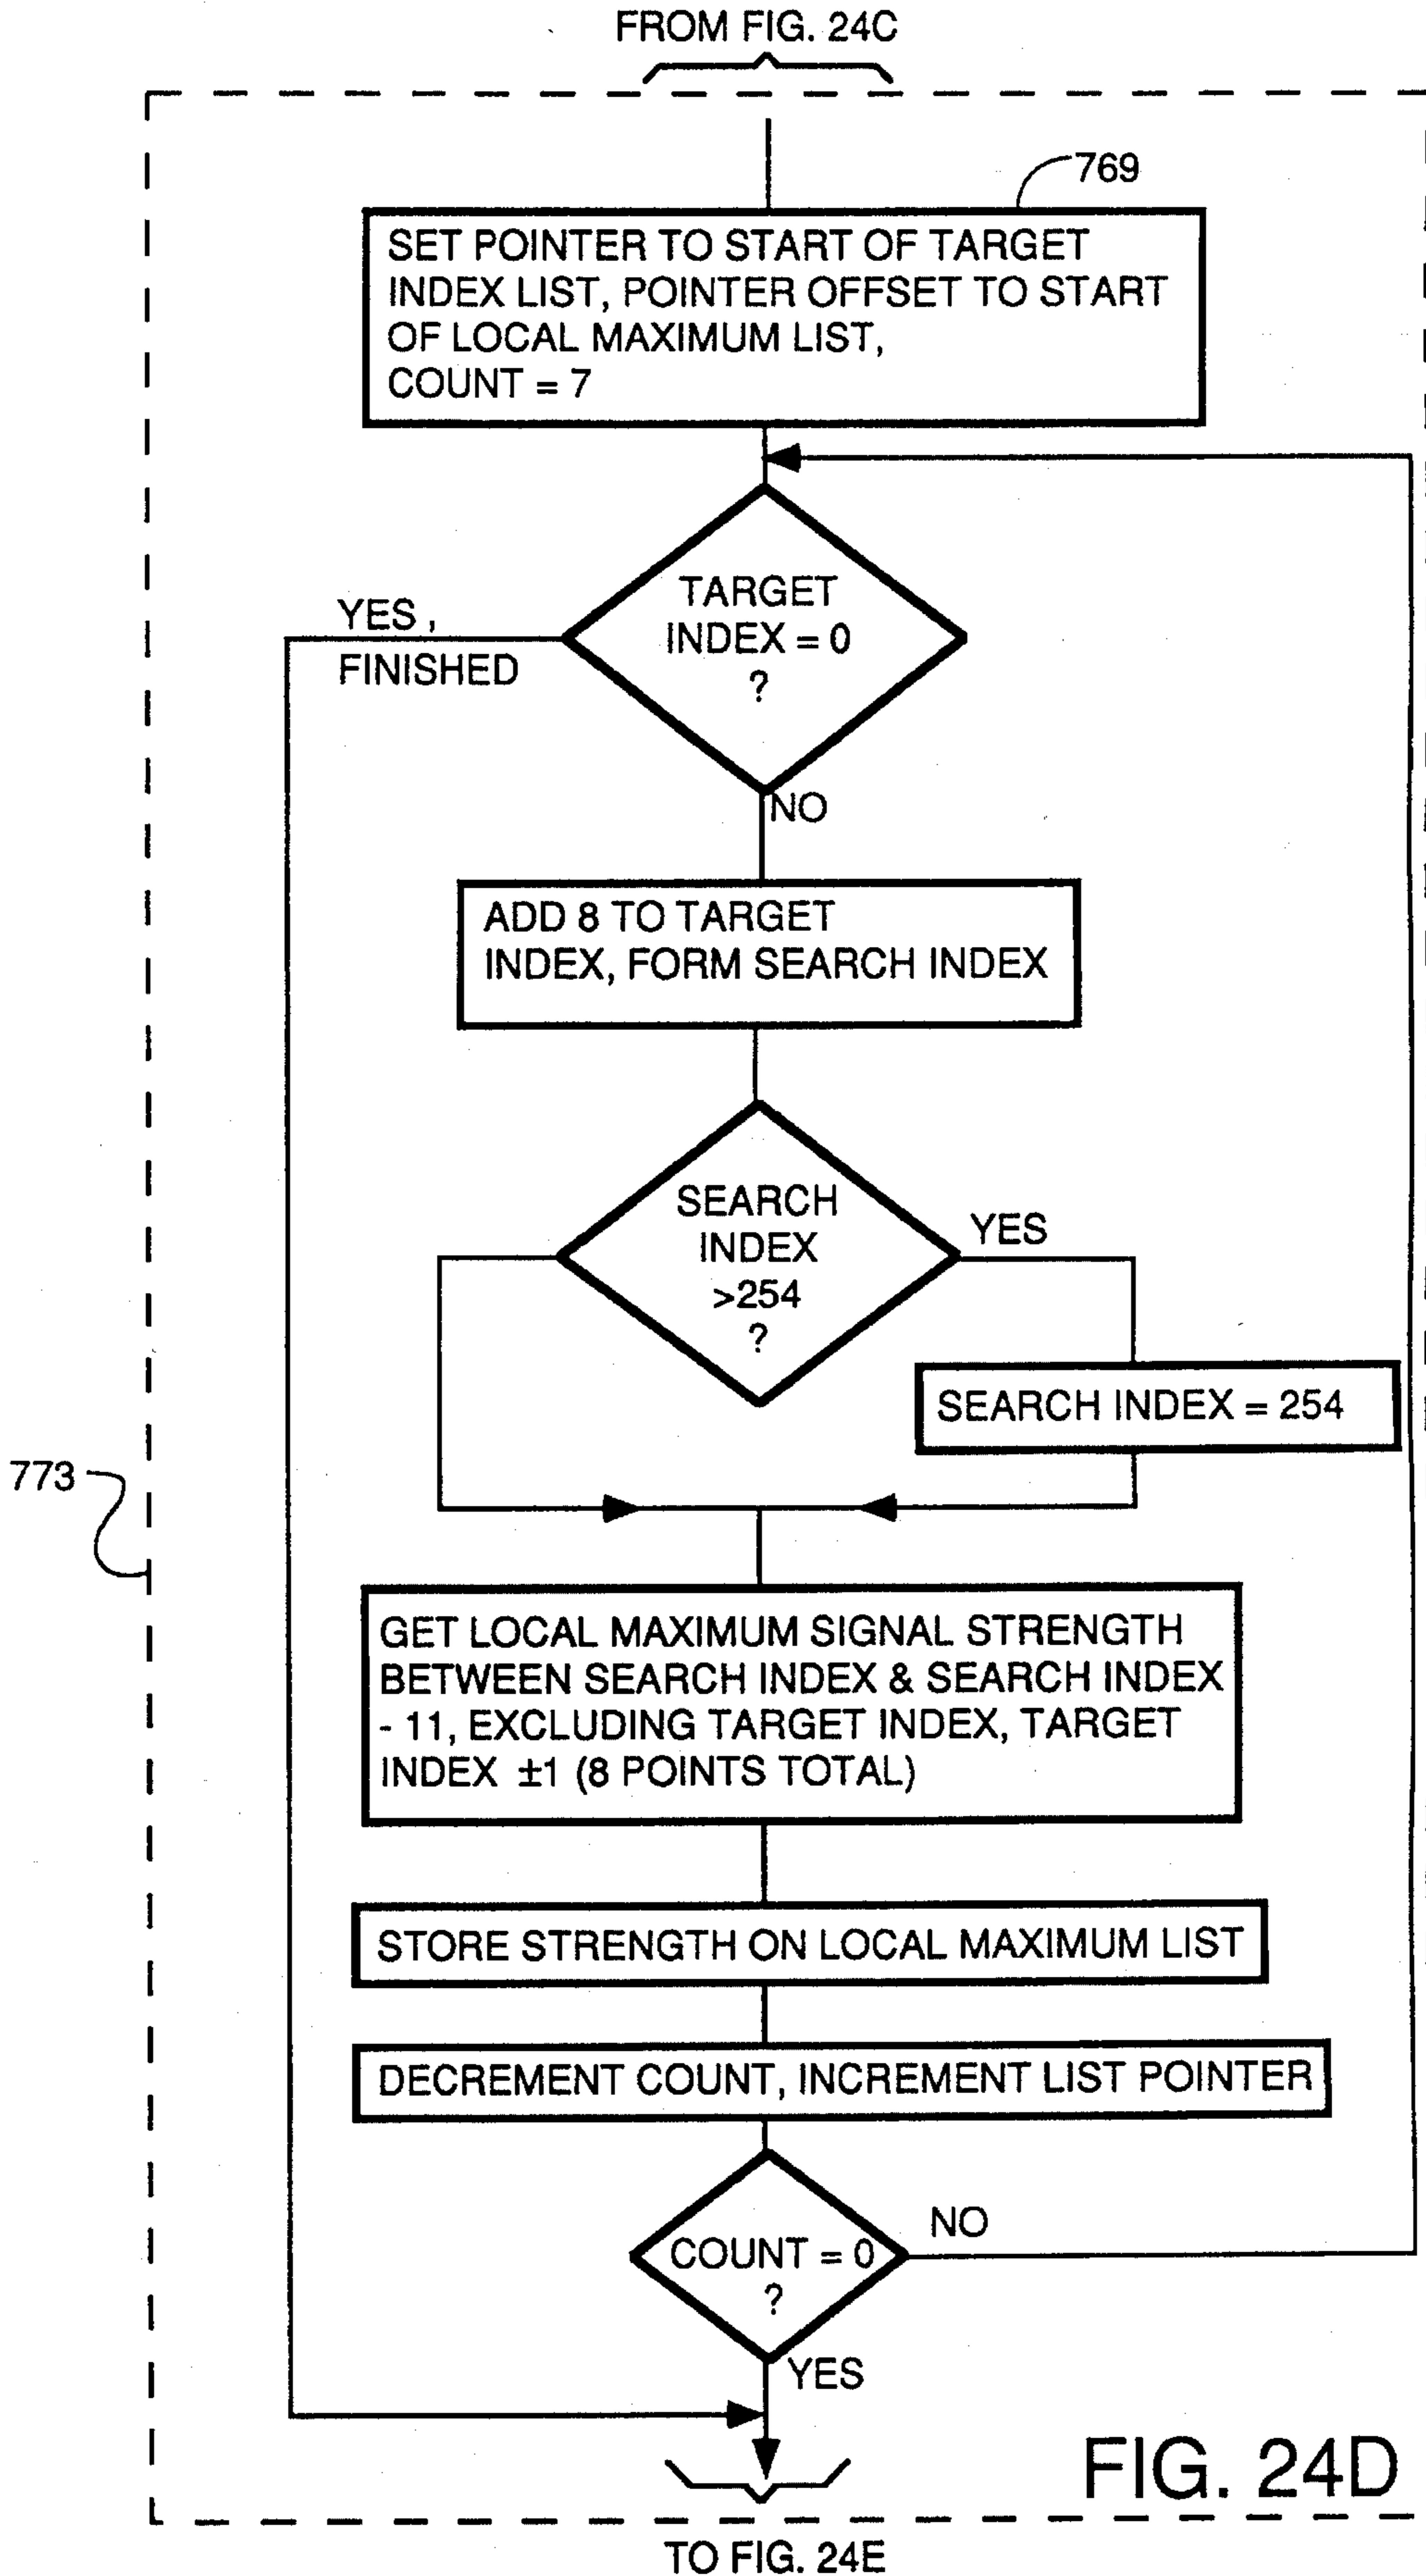 FROM FIG. 24C
769
SET POINTER TO START OF TARGET
INDEX LIST, POINTER OFFSET TO START
OF LOCAL MAXIMUM LIST,
COUNT = 7
TARGET
INDEX = 0
?
YES ,
FINISHED
NO
ADD 8 TO TARGET
INDEX, FORM SEARCH INDEX
SEARCH
INDEX
>254
?
YES
SEARCH INDEX = 254
773
GET LOCAL MAXIMUM SIGNAL STRENGTH
BETWEEN SEARCH INDEX & SEARCH INDEX
- 11, EXCLUDING TARGET INDEX, TARGET
INDEX ±1 (8 POINTS TOTAL)
STORE STRENGTH ON LOCAL MAXIMUM LIST
DECREMENT COUNT, INCREMENT LIST POINTER
COUNT = 0
?
NO
YES
FIG. 24D
TO FIG. 24E